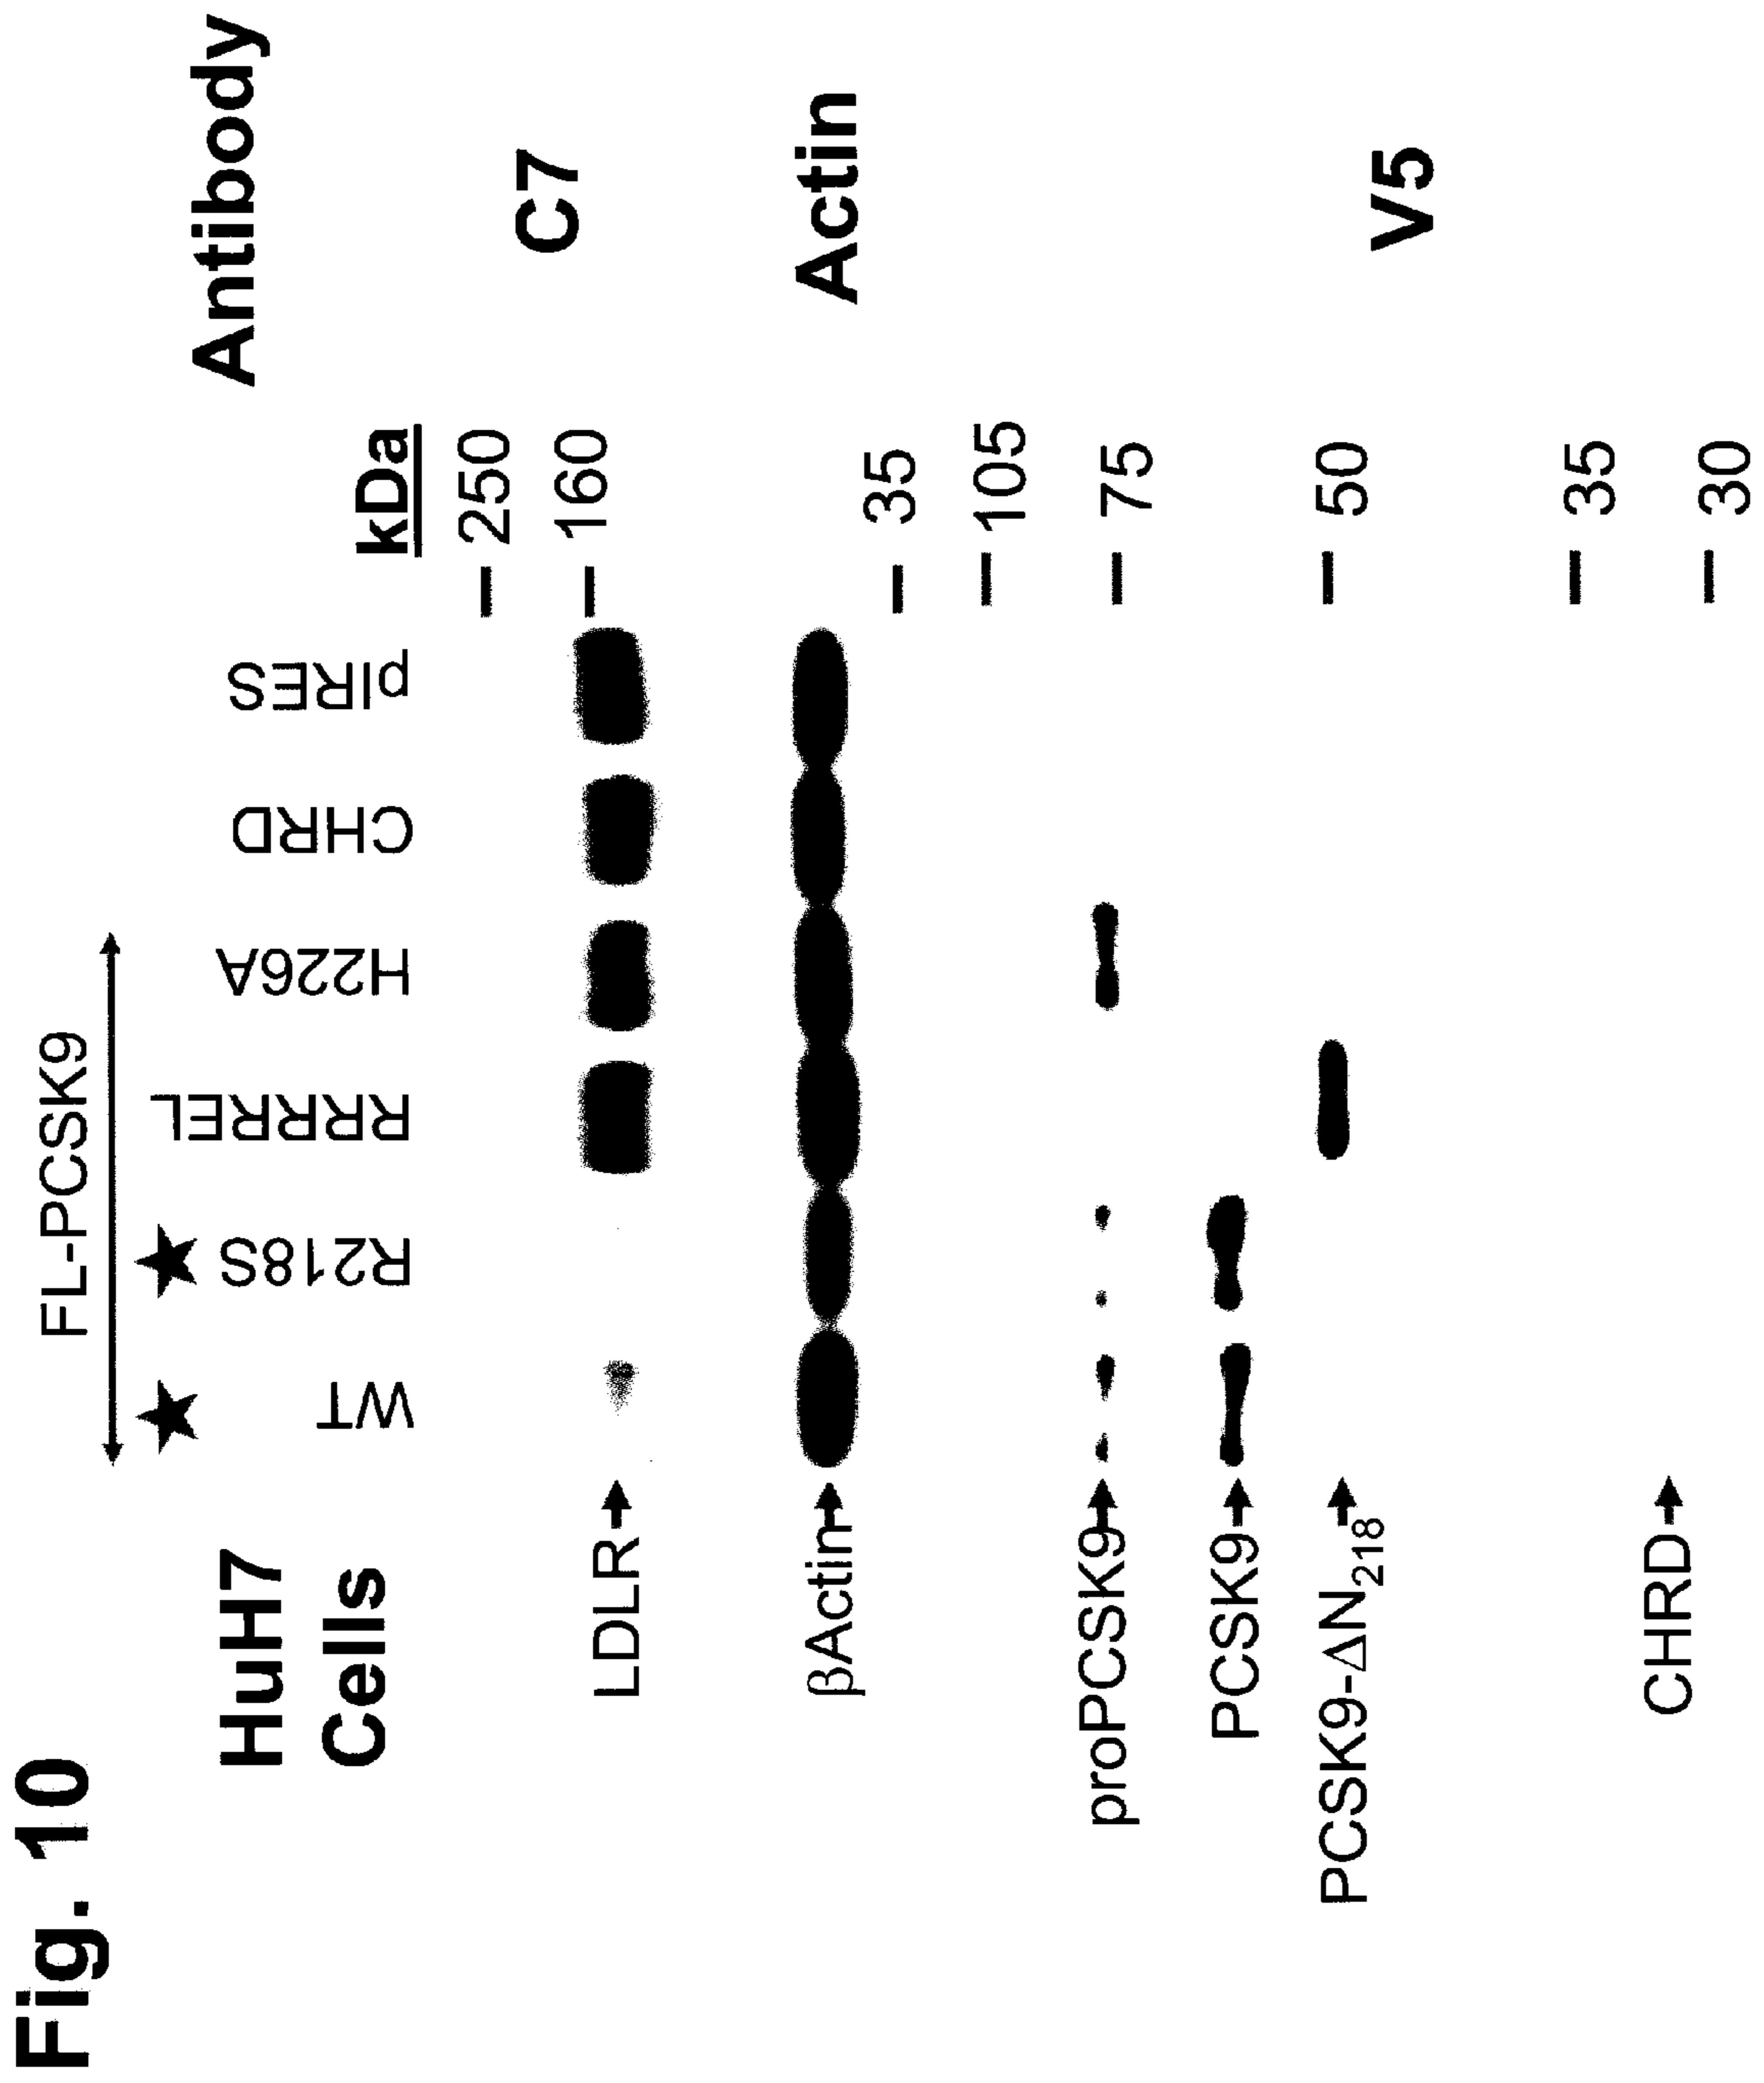 Fig. 10
FL-PCSK9
HuH7
Cells
WT
R218S
RRRREL
H226A
CHRD
pIRES
kDa
Antibody
250
160
LDLR
C7
βActin
35
Actin
105
proPCSK9
75
PCSK9
PCSK9-ΔN218
50
V5
35
CHRD
30